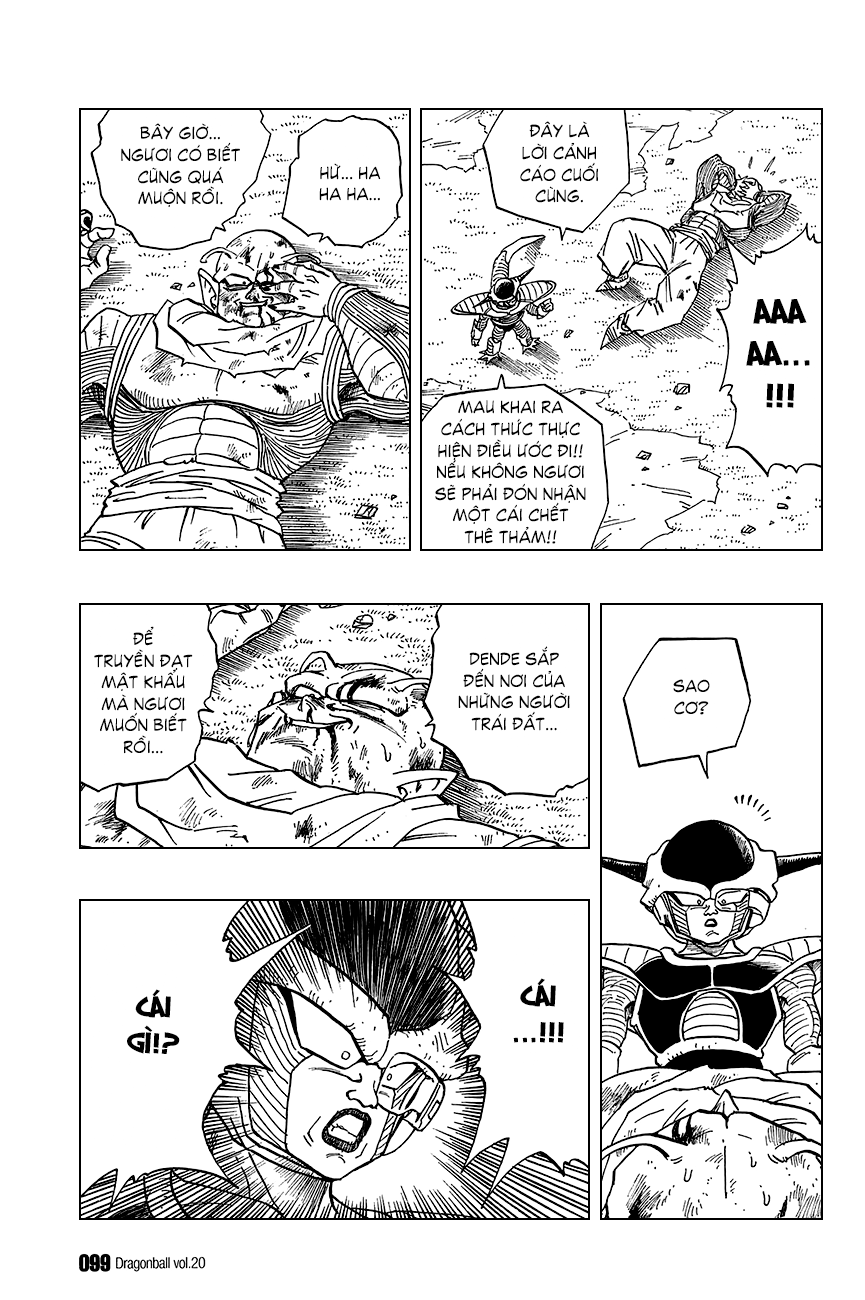 ĐÂY LÀ
LỜI CẢNH
CÁO CUỐI
CÙNG.
AAA
AA...
!!!
MAU KHAI RA
CÁCH THỨC THỰC
HIỆN ĐIỀU ƯỚC ĐI!!
NẾU KHÔNG NGƯƠI
SẼ PHẢI ĐÓN NHẬN
MỘT CÁI CHẾT
THÊ THẢM!!
HỪ... HA
HA HA...
BÂY GIỜ...
NGƯƠI CÓ BIẾT
CŨNG QUÁ
MUỘN RỒI.
SAO
CƠ?
DENDE SẮP
ĐẾN NƠI CỦA
NHỮNG NGƯỜI
TRÁI ĐẤT...
ĐỂ
TRUYỀN ĐẠT
MẬT KHẨU
MÀ NGƯƠI
MUỐN BIẾT
RỒI...
CÁI
...!!!
CÁI
GÌ!?
099 Dragonball vol.20